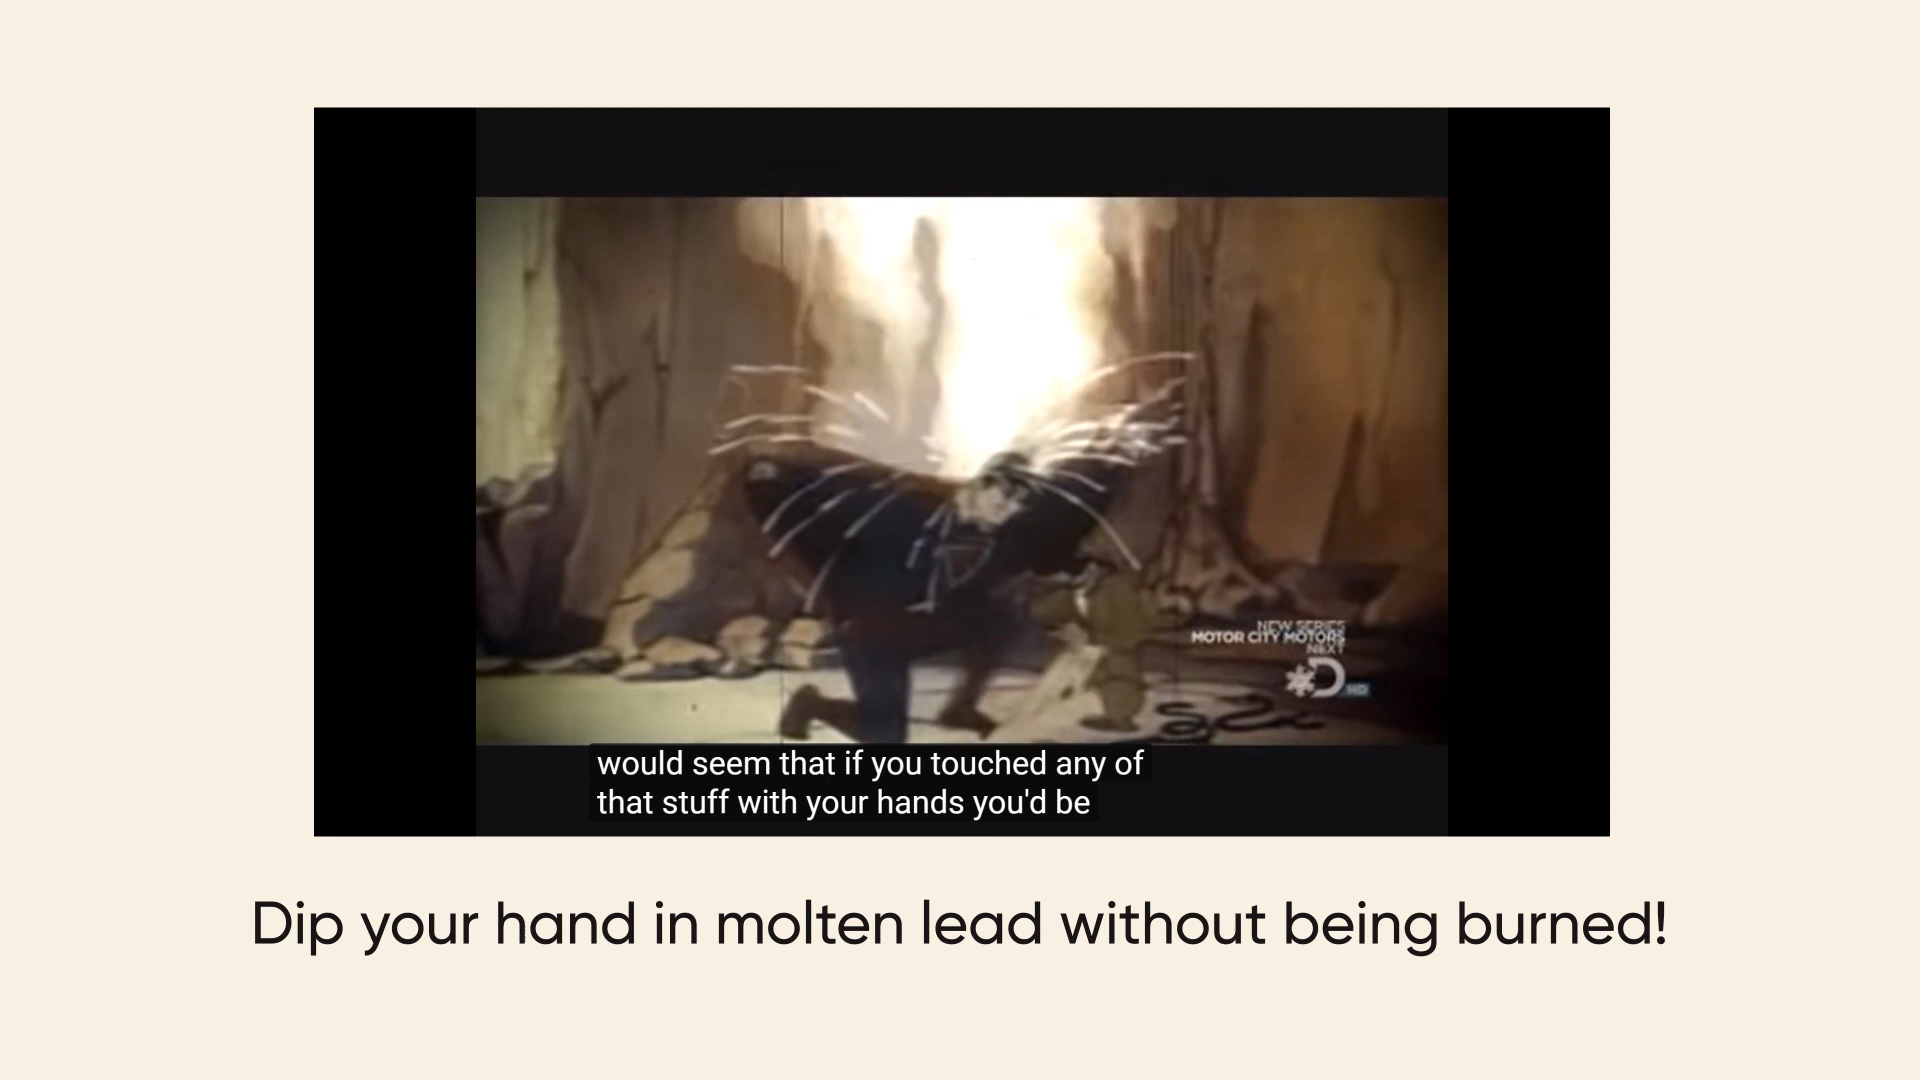 NEW SERIES
MOTOR CITY MOTORS
NEXT
D
HD
would seem that if you touched any of
that stuff with your hands you'd be
Dip your hand in molten lead without being burned!